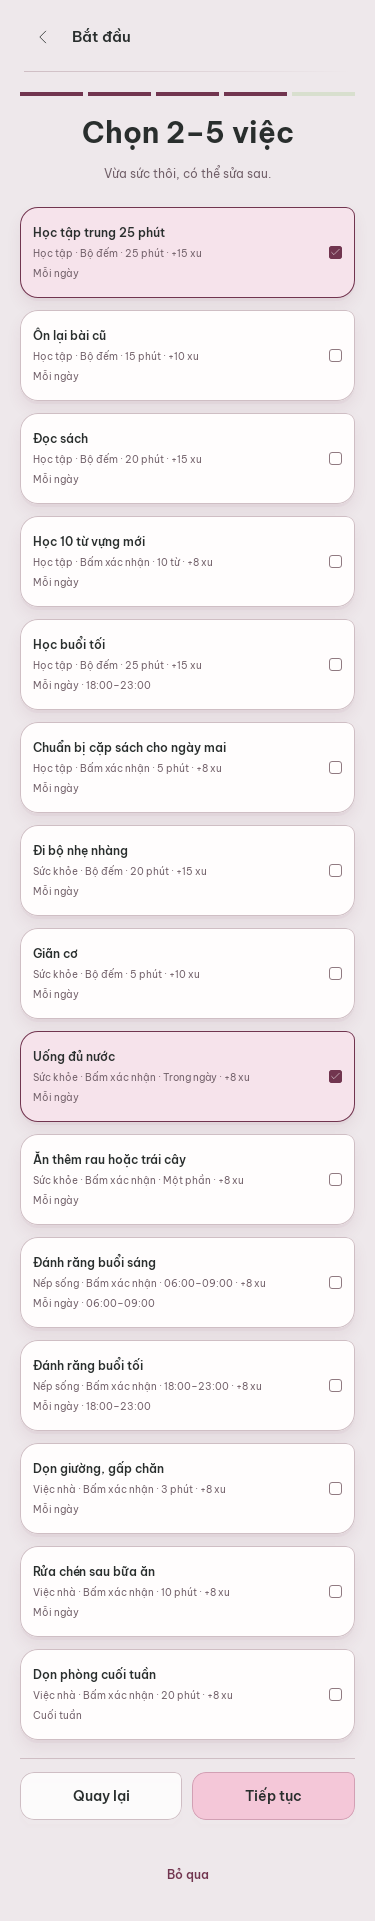 Bắt đầu
Chọn 2–5 việc
Vừa sức thôi, có thể sửa sau.
Học tập trung 25 phút
Học tập · Bộ đếm · 25 phút · +15 xu
Mỗi ngày
Ôn lại bài cũ
Học tập · Bộ đếm · 15 phút · +10 xu
Mỗi ngày
Đọc sách
Học tập · Bộ đếm · 20 phút · +15 xu
Mỗi ngày
Học 10 từ vựng mới
Học tập · Bấm xác nhận · 10 từ · +8 xu
Mỗi ngày
Học buổi tối
Học tập · Bộ đếm · 25 phút · +15 xu
Mỗi ngày · 18:00–23:00
Chuẩn bị cặp sách cho ngày mai
Học tập · Bấm xác nhận · 5 phút · +8 xu
Mỗi ngày
Đi bộ nhẹ nhàng
Sức khỏe · Bộ đếm · 20 phút · +15 xu
Mỗi ngày
Giãn cơ
Sức khỏe · Bộ đếm · 5 phút · +10 xu
Mỗi ngày
Uống đủ nước
Sức khỏe · Bấm xác nhận · Trong ngày · +8 xu
Mỗi ngày
Ăn thêm rau hoặc trái cây
Sức khỏe · Bấm xác nhận · Một phần · +8 xu
Mỗi ngày
Đánh răng buổi sáng
Nếp sống · Bấm xác nhận · 06:00–09:00 · +8 xu
Mỗi ngày · 06:00–09:00
Đánh răng buổi tối
Nếp sống · Bấm xác nhận · 18:00–23:00 · +8 xu
Mỗi ngày · 18:00–23:00
Dọn giường, gấp chăn
Việc nhà · Bấm xác nhận · 3 phút · +8 xu
Mỗi ngày
Rửa chén sau bữa ăn
Việc nhà · Bấm xác nhận · 10 phút · +8 xu
Mỗi ngày
Dọn phòng cuối tuần
Việc nhà · Bấm xác nhận · 20 phút · +8 xu
Cuối tuần
Quay lại
Tiếp tục
Bỏ qua